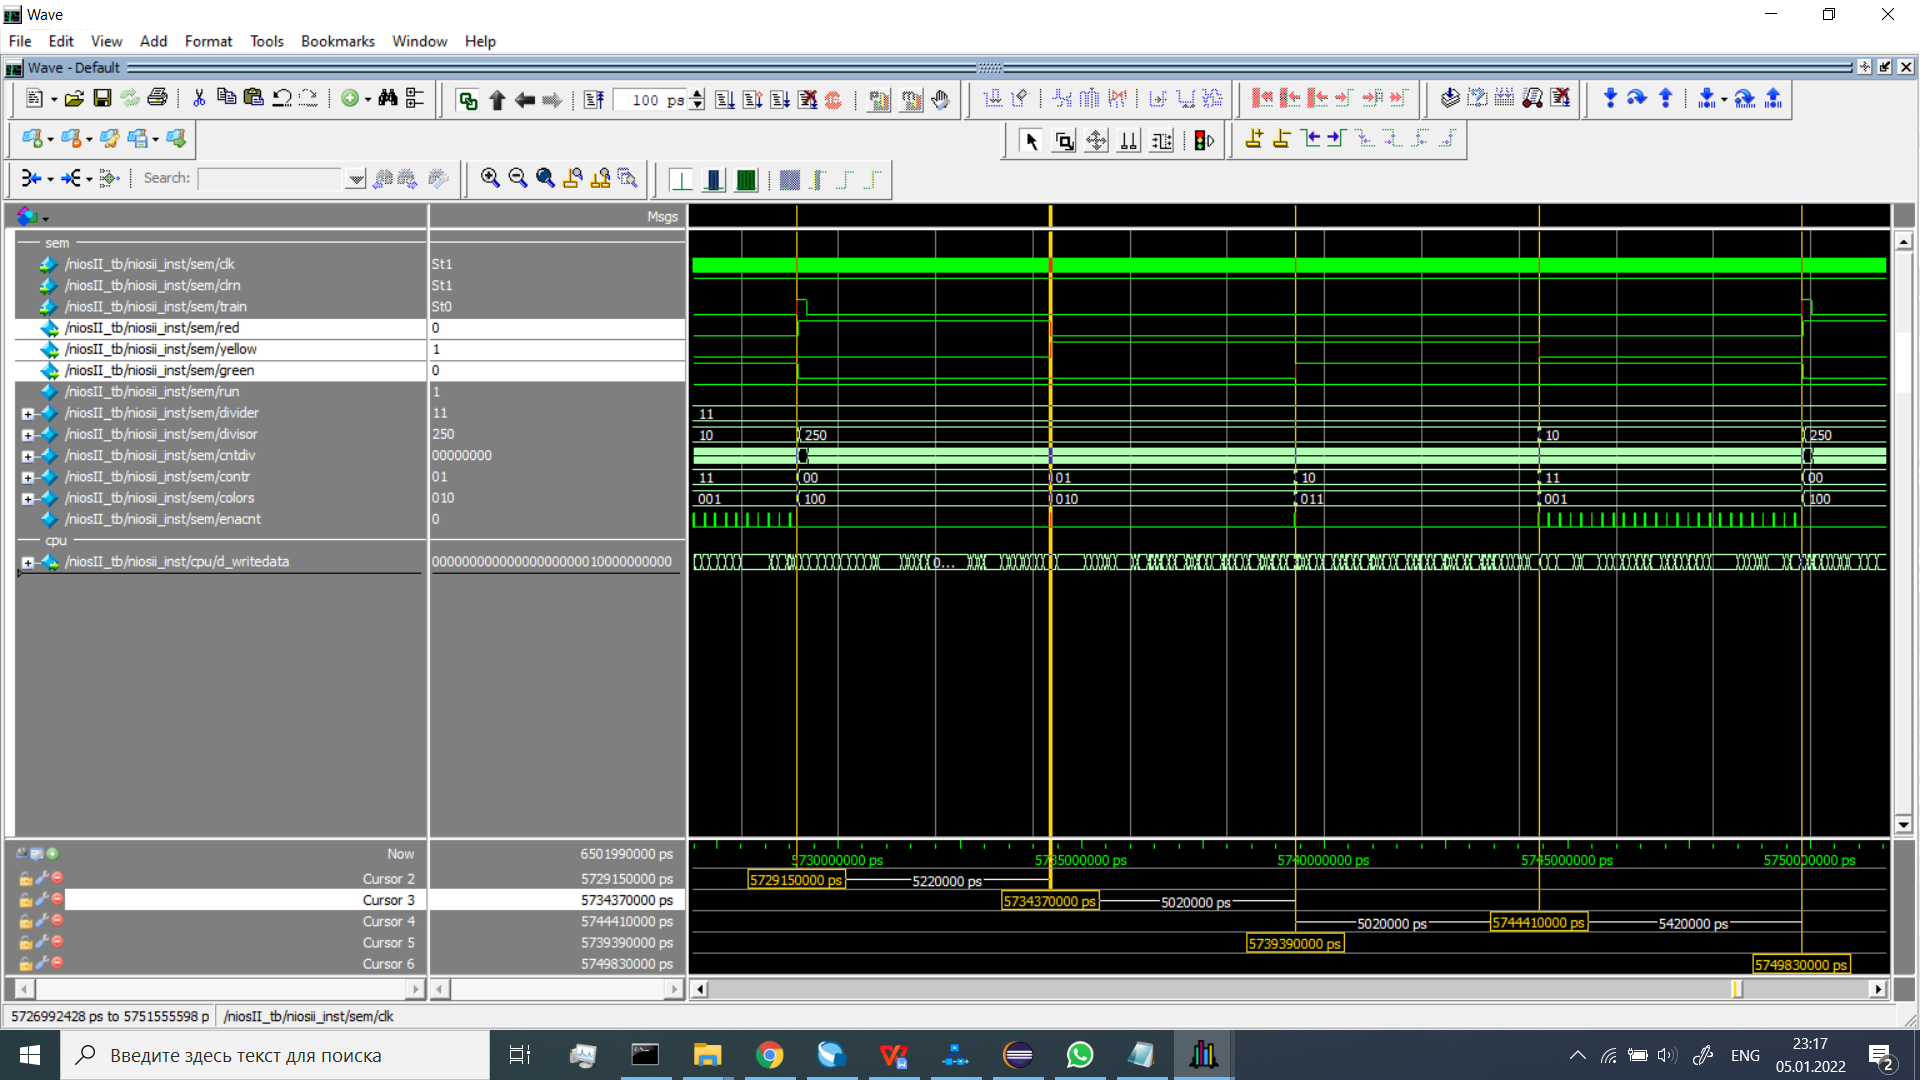 Wave
File Edit View Add Format Tools Bookmarks Window Help
Wave - Default
100 ps
Search:
Msgs
sem
/niosII_tb/niosii_inst/sem/clk St1
/niosII_tb/niosii_inst/sem/clrn St1
/niosII_tb/niosii_inst/sem/train St0
/niosII_tb/niosii_inst/sem/red 0
/niosII_tb/niosii_inst/sem/yellow 1
/niosII_tb/niosii_inst/sem/green 0
/niosII_tb/niosii_inst/sem/run 1
/niosII_tb/niosii_inst/sem/divider 11 11
/niosII_tb/niosii_inst/sem/divisor 250 10 250 10 250
/niosII_tb/niosii_inst/sem/cntdiv 00000000
/niosII_tb/niosii_inst/sem/contr 01 11 00 01 10 11 00
/niosII_tb/niosii_inst/sem/colors 010 001 100 010 011 001 100
/niosII_tb/niosii_inst/sem/enacnt 0
cpu
/niosII_tb/niosii_inst/cpu/d_writedata 0...
Now 6501990000 ps 5730000000 ps 5735000000 ps 5740000000 ps 5745000000 ps 5750000000 ps
Cursor 2 5729150000 ps 5729150000 ps 5220000 ps
Cursor 3 5734370000 ps 5734370000 ps 5020000 ps
Cursor 4 5744410000 ps 5020000 ps 5744410000 ps 5420000 ps
Cursor 5 5739390000 ps 5739390000 ps
Cursor 6 5749830000 ps 5749830000 ps
5726992428 ps to 5751555598 p /niosII_tb/niosii_inst/sem/clk
Введите здесь текст для поиска
ENG
23:17
05.01.2022
2